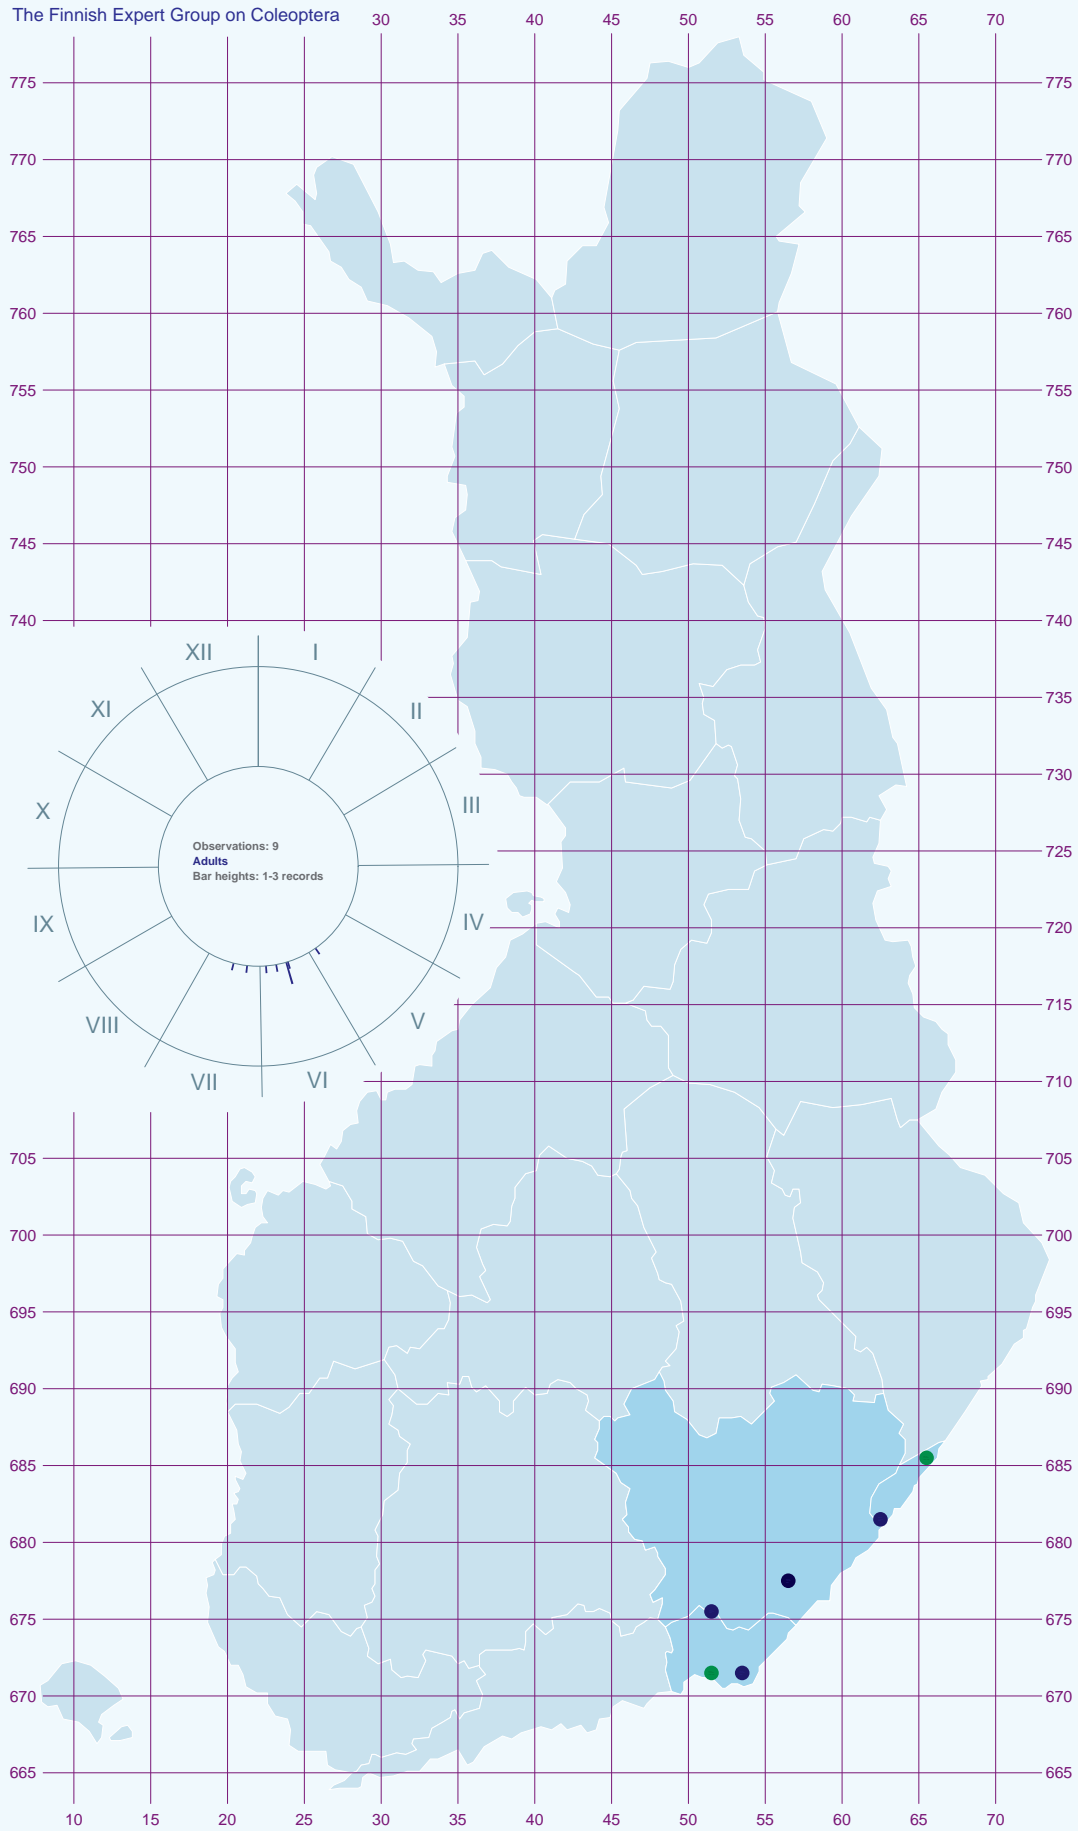 The Finnish Expert Group on Coleoptera
30 35 40 45 50 55 60 65 70
775 775
770 770
765 765
760 760
755 755
750 750
745 745
740 740
XII I
XI II
735
730
X III
Observations: 9
Adults
Bar heights: 1-3 records
725
IX IV
720
VIII V
715
VII VI
710
705 705
700 700
695 695
690 690
685 685
680 680
675 675
670 670
665 665
10 15 20 25 30 35 40 45 50 55 60 65 70